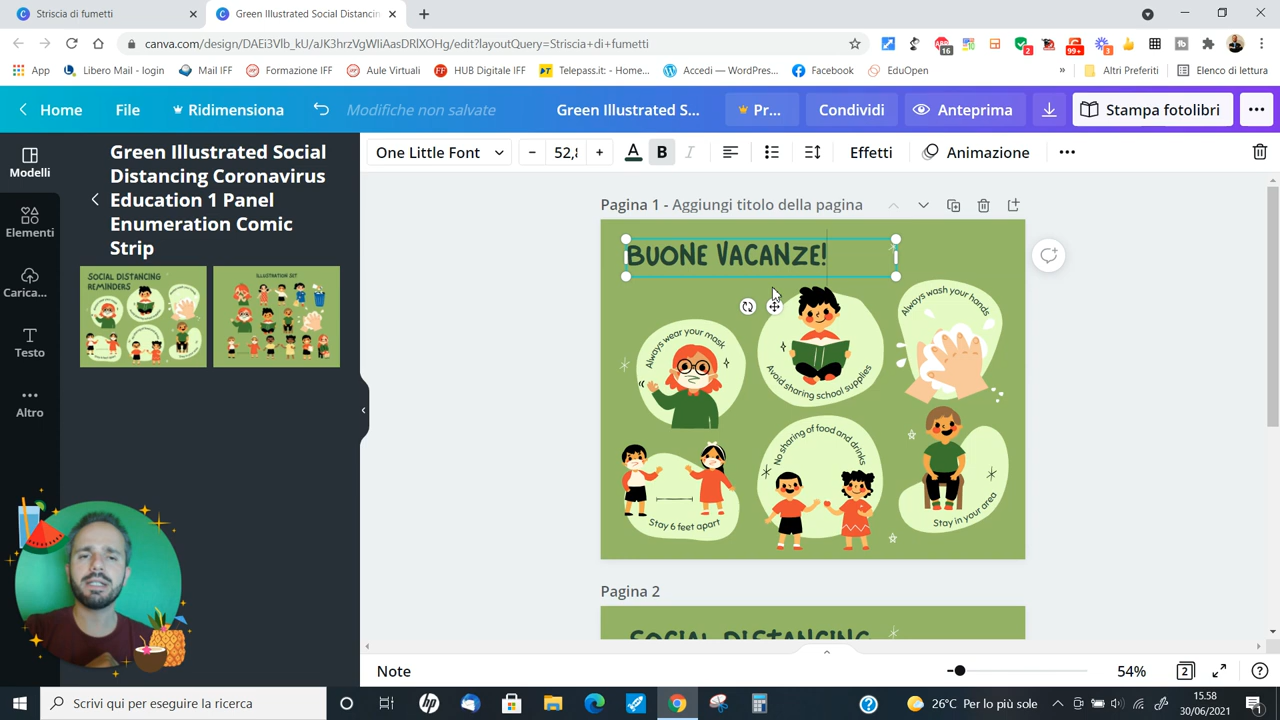 Striscia di fumetti
Green Illustrated Social Distancin
canva.com/design/DAEi3Vlb_kU/aJK3hrzVgWIiAasDRlXOHg/edit?layoutQuery=Striscia+di+fumetti
16
2
99+
3
App
Libero Mail - login
Mail IFF
Formazione IFF
Aule Virtuali
HUB Digitale IFF
Telepass.it: - Home...
Accedi — WordPress...
Facebook
EduOpen
»
Altri Preferiti
Elenco di lettura
Home
File
Ridimensiona
Modifiche non salvate
Green Illustrated S...
Pr...
Condividi
Anteprima
Stampa fotolibri
One Little Font
52,8
A
B
I
Effetti
Animazione
Modelli
Elementi
Carica...
Testo
Altro
Green Illustrated Social
Distancing Coronavirus
Education 1 Panel
Enumeration Comic
Strip
SOCIAL DISTANCING
REMINDERS
ILLUSTRATION SET
Pagina 1 - Aggiungi titolo della pagina
BUONE VACANZE!
Always wear your mask
Avoid sharing school supplies
Always wash your hands
Stay 6 feet apart
No sharing of food and drinks
Stay in your area
Pagina 2
SOCIAL DISTANCING
Note
54%
2
Scrivi qui per eseguire la ricerca
26°C Per lo più sole
15.58
30/06/2021
1